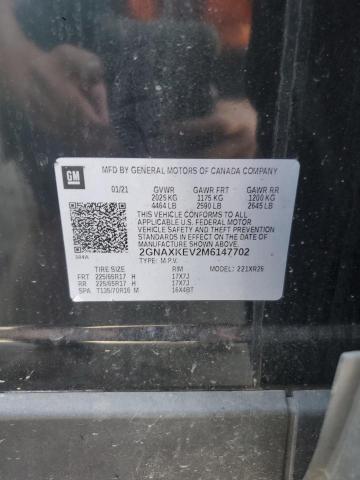 GM
MFD BY GENERAL MOTORS OF CANADA COMPANY
01/21 GVWR GAWR FRT GAWR RR
2025 KG 1175 KG 1200 KG
4464 LB 2590 LB 2645 LB
THIS VEHICLE CONFORMS TO ALL APPLICABLE
U.S. FEDERAL MOTOR
VEHICLE SAFETY AND THEFT PREVENTION
STANDARDS IN EFFECT ON THE DATE OF
MANUFACTURE SHOWN ABOVE.
2GNAXKEV2M6147702
TYPE: M.P.V. MODEL: 221XR26
TIRE SIZE RIM
FRT 225/65R17 H 17X7J
RR 225/65R17 H 17X7J
SPA T135/70R16 M 16X4BT